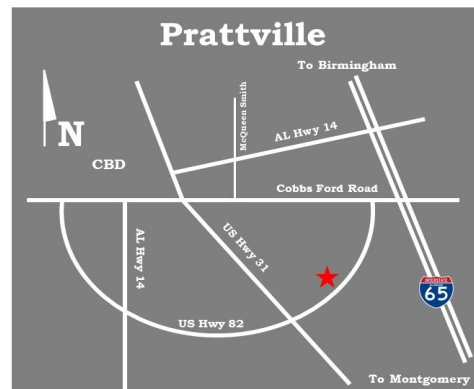 Prattville
To Birmingham
N
McQueen Smith
AL Hwy 14
CBD
Cobbs Ford Road
AL Hwy 14
US Hwy 31
INTERSTATE
65
US Hwy 82
To Montgomery